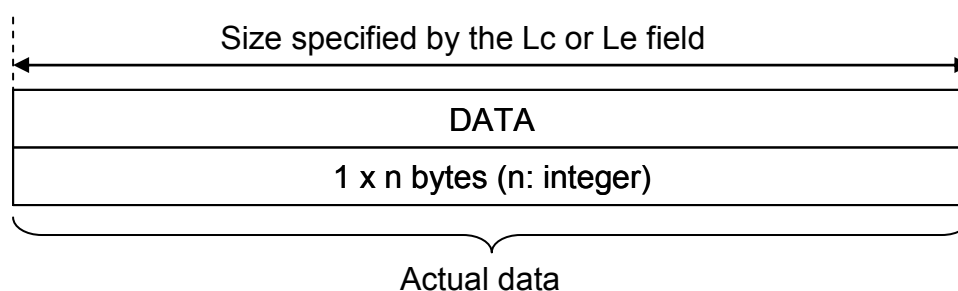 Size specified by the Lc or Le field
DATA
1 x n bytes (n: integer)
Actual data